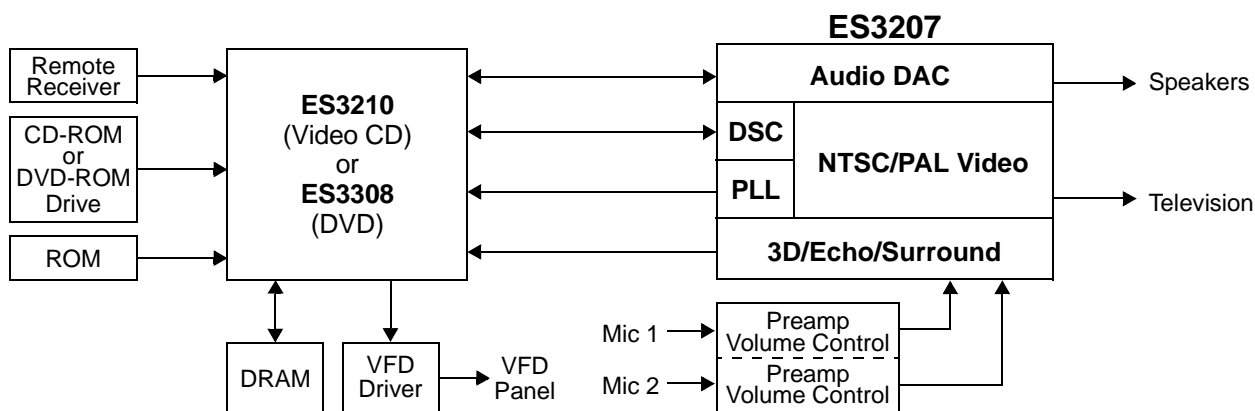 ES3207
Remote
Receiver
CD-ROM
or
DVD-ROM
Drive
ROM
ES3210
(Video CD)
or
ES3308
(DVD)
Audio DAC
DSC
PLL
NTSC/PAL Video
3D/Echo/Surround
Speakers
Television
DRAM
VFD
Driver
VFD
Panel
Mic 1
Mic 2
Preamp
Volume Control
Preamp
Volume Control